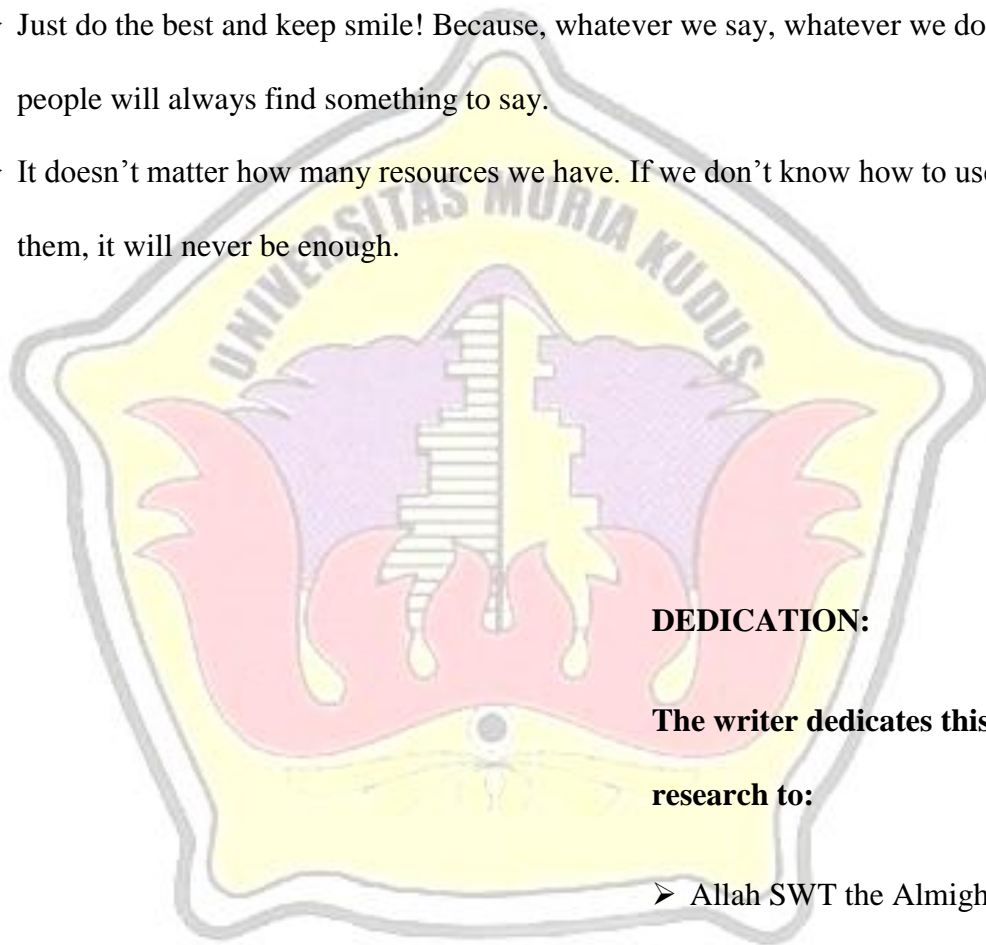 Just do the best and keep smile! Because, whatever we say, whatever we do
people will always find something to say.
It doesn’t matter how many resources we have. If we don’t know how to use
them, it will never be enough.
UNIVERSITAS MURIA KUDUS
DEDICATION:
The writer dedicates this
research to:
➤ Allah SWT the Almigh